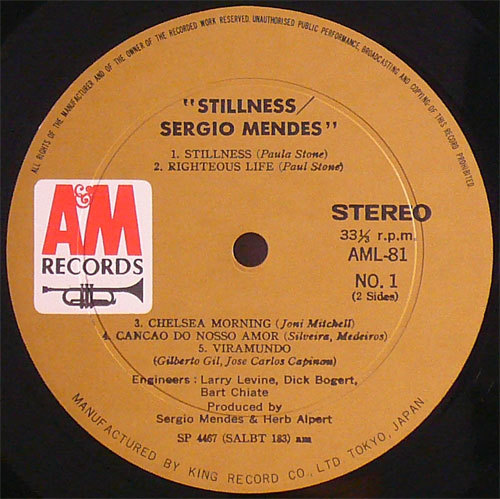 ALL RIGHTS OF THE MANUFACTURER AND OF THE OWNER OF THE RECORDED WORK RESERVED. UNAUTHORISED PUBLIC PERFORMANCE, BROADCASTING AND COPYING OF THIS RECORD PROHIBITED.
"STILLNESS/
SERGIO MENDES"
1. STILLNESS (Paula Stone)
2. RIGHTEOUS LIFE (Paul Stone)
A&M
RECORDS
STEREO
33⅓ r.p.m.
AML-81
NO. 1
(2 Sides)
3. CHELSEA MORNING (Joni Mitchell)
4. CANCAO DO NOSSO AMOR (Silveira, Medeiros)
5. VIRAMUNDO
(Gilberto Gil, Jose Carlos Capinan)
Engineers : Larry Levine, Dick Bogert,
Bart Chiate
Produced by
Sergio Mendes & Herb Alpert
SP 4467 (SALBT 183) am
MANUFACTURED BY KING RECORD CO., LTD TOKYO, JAPAN